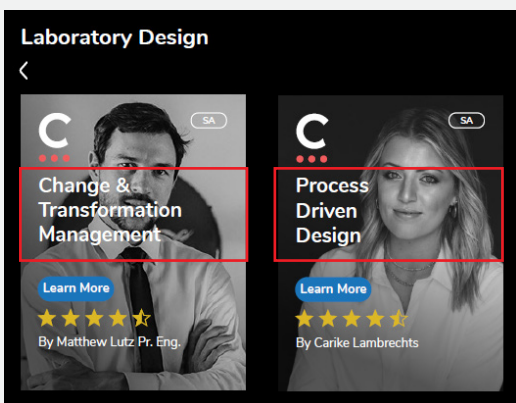 Laboratory Design
C
SA
Change &
Transformation
Management
Learn More
By Matthew Lutz Pr. Eng.
C
SA
Process
Driven
Design
Learn More
By Carike Lambrechts